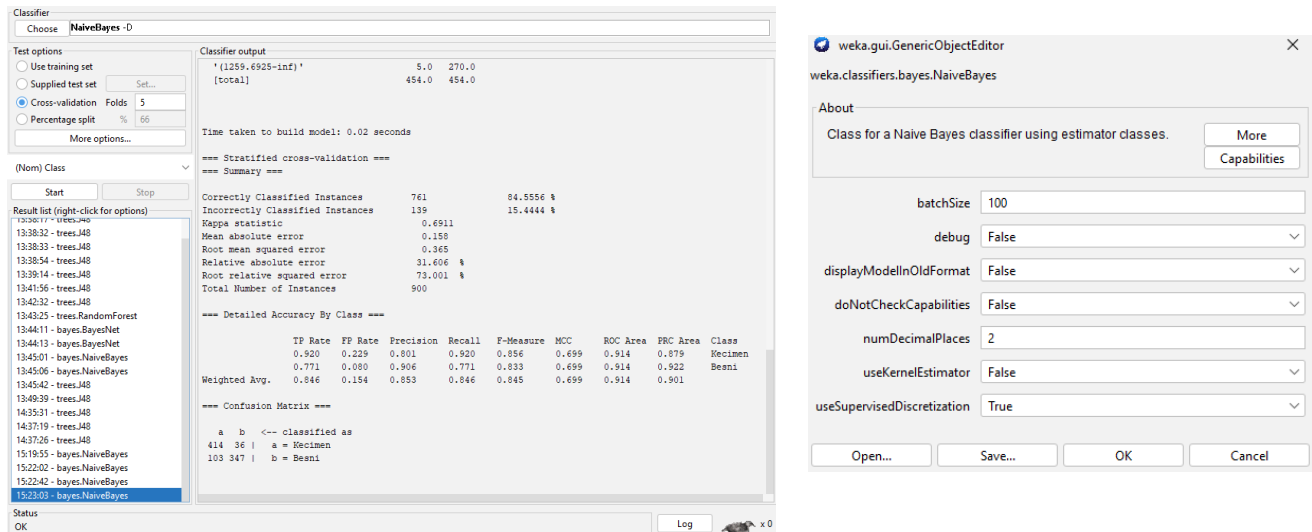 Classifier
Choose NaiveBayes -D
Test options
Use training set
Supplied test set Set...
Cross-validation Folds 5
Percentage split % 66
More options...
(Nom) Class
Start Stop
Result list (right-click for options)
13:38:17 - trees.J48
13:38:32 - trees.J48
13:38:33 - trees.J48
13:38:54 - trees.J48
13:39:14 - trees.J48
13:41:56 - trees.J48
13:42:32 - trees.J48
13:43:25 - trees.RandomForest
13:44:11 - bayes.BayesNet
13:44:13 - bayes.BayesNet
13:45:01 - bayes.NaiveBayes
13:45:06 - bayes.NaiveBayes
13:45:42 - trees.J48
13:49:39 - trees.J48
14:35:31 - trees.J48
14:37:19 - trees.J48
14:37:26 - trees.J48
15:19:55 - bayes.NaiveBayes
15:22:02 - bayes.NaiveBayes
15:22:42 - bayes.NaiveBayes
15:23:03 - bayes.NaiveBayes
Classifier output
'(1259.6925-inf)' 5.0 270.0
[total] 454.0 454.0
Time taken to build model: 0.02 seconds
=== Stratified cross-validation ===
=== Summary ===
Correctly Classified Instances 761 84.5556 %
Incorrectly Classified Instances 139 15.4444 %
Kappa statistic 0.6911
Mean absolute error 0.158
Root mean squared error 0.365
Relative absolute error 31.606 %
Root relative squared error 73.001 %
Total Number of Instances 900
=== Detailed Accuracy By Class ===
TP Rate FP Rate Precision Recall F-Measure MCC ROC Area PRC Area Class
0.920 0.229 0.801 0.920 0.856 0.699 0.914 0.879 Kecimen
0.771 0.080 0.906 0.771 0.833 0.699 0.914 0.922 Besni
Weighted Avg. 0.846 0.154 0.853 0.846 0.845 0.699 0.914 0.901
=== Confusion Matrix ===
a b <-- classified as
414 36 | a = Kecimen
103 347 | b = Besni
Status
OK
Log x 0
weka.gui.GenericObjectEditor
weka.classifiers.bayes.NaiveBayes
About
Class for a Naive Bayes classifier using estimator classes.
More
Capabilities
batchSize 100
debug False
displayModelInOldFormat False
doNotCheckCapabilities False
numDecimalPlaces 2
useKernelEstimator False
useSupervisedDiscretization True
Open... Save... OK Cancel